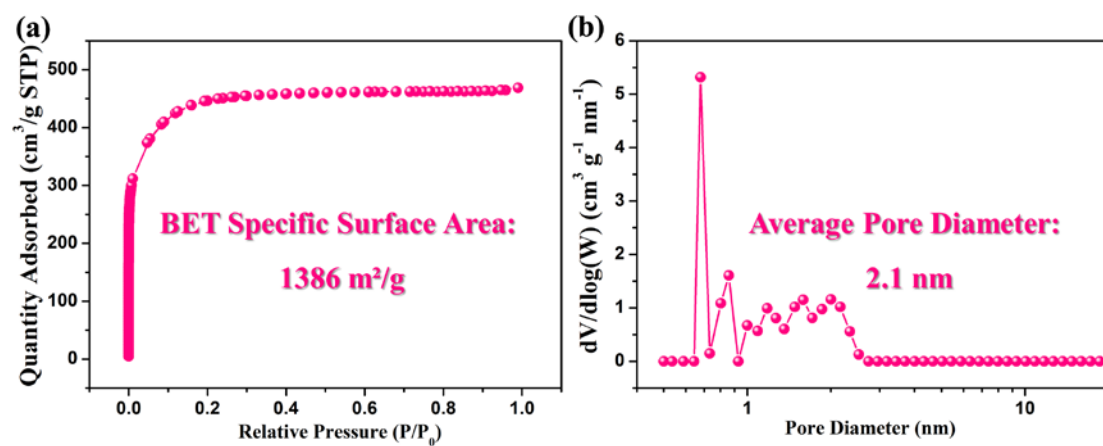 (a)
Quantity Adsorbed (cm³/g STP)
500
400
300
200
100
0
BET Specific Surface Area:
1386 m²/g
0.0 0.2 0.4 0.6 0.8 1.0
Relative Pressure (P/P₀)
(b)
dV/dlog(W) (cm³ g⁻¹ nm⁻¹)
6
5
4
3
2
1
0
Average Pore Diameter:
2.1 nm
1 10
Pore Diameter (nm)